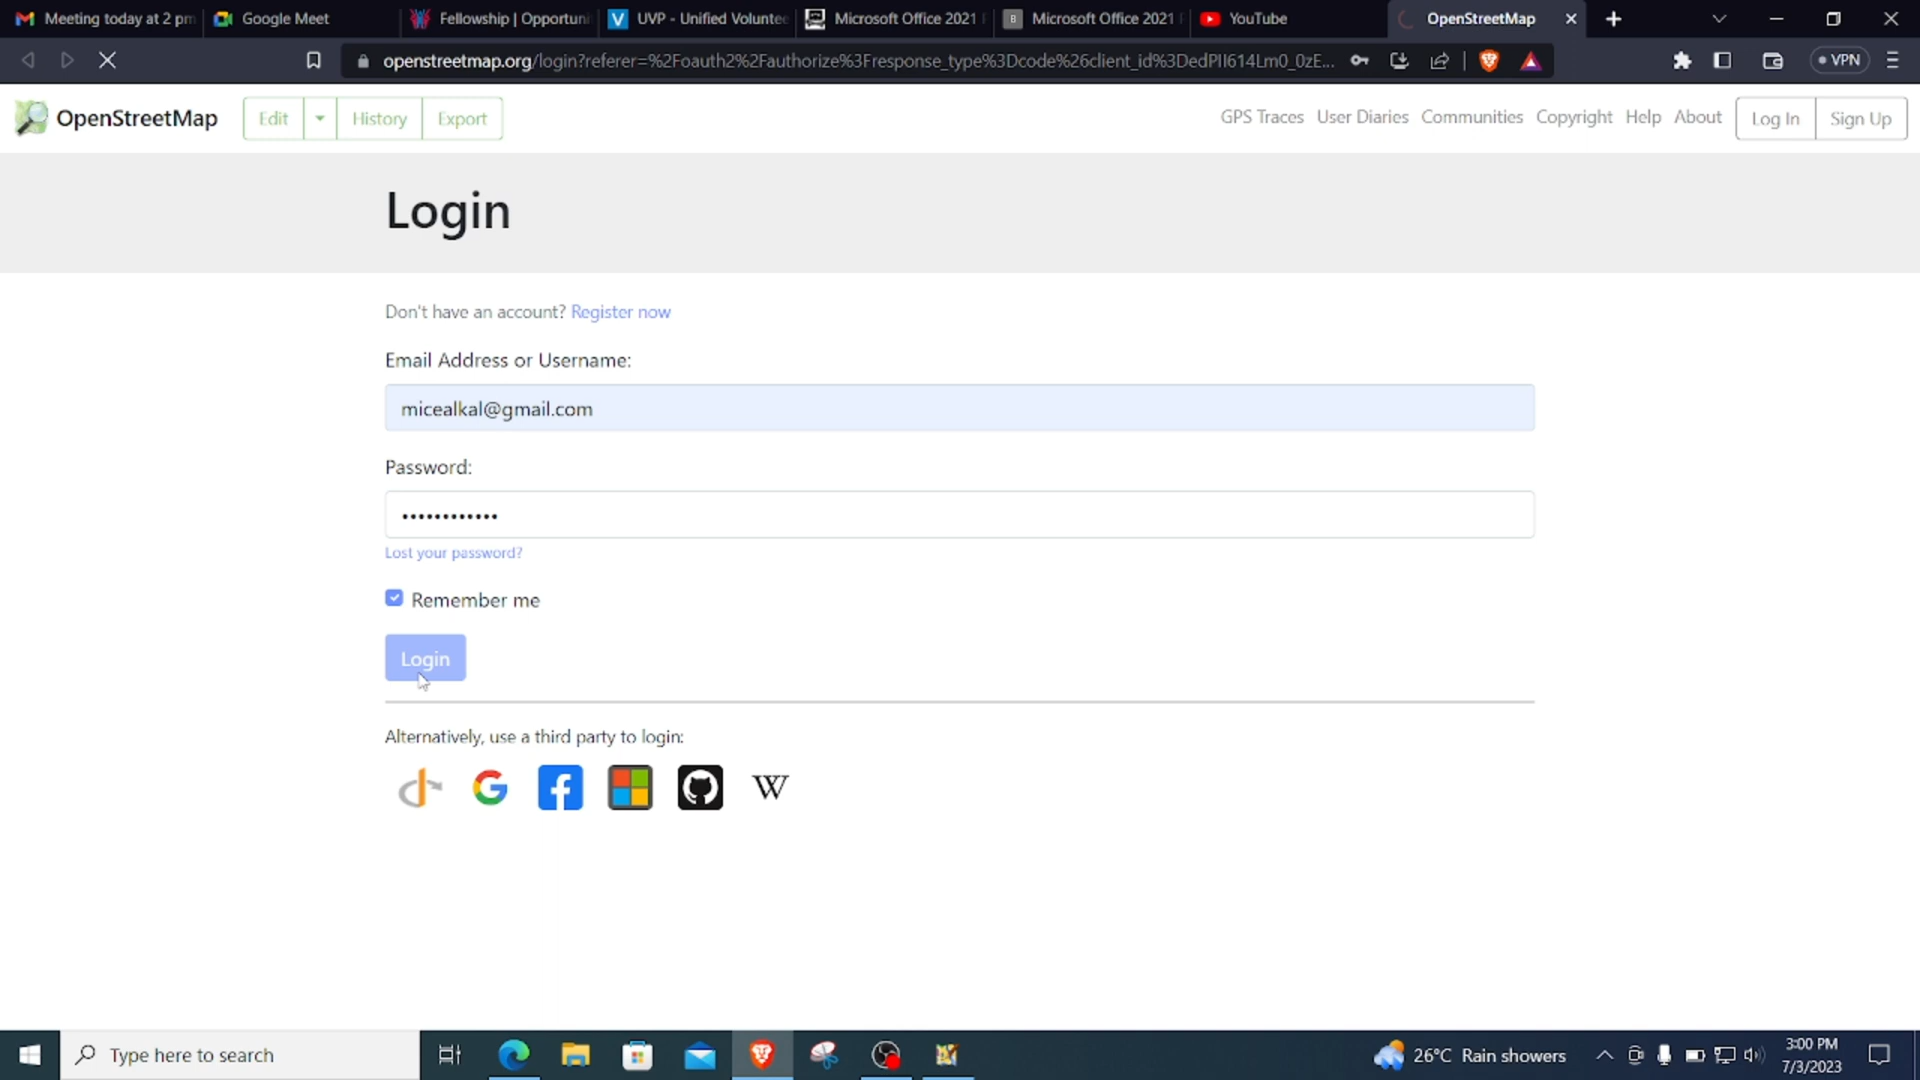 Meeting today at 2 pm
Google Meet
Fellowship | Opportuni
UVP - Unified Voluntee
Microsoft Office 2021
Microsoft Office 2021
YouTube
OpenStreetMap
openstreetmap.org/login?referer=%2Foauth2%2Fauthorize%3Fresponse_type%3Dcode%26client_id%3DedPII614Lm0_0zE...
VPN
OpenStreetMap
Edit
History
Export
GPS Traces
User Diaries
Communities
Copyright
Help
About
Log In
Sign Up
Login
Don't have an account? Register now
Email Address or Username:
micealkal@gmail.com
Password:
••••••••••••
Lost your password?
Remember me
Login
Alternatively, use a third party to login:
Type here to search
26°C Rain showers
3:00 PM
7/3/2023